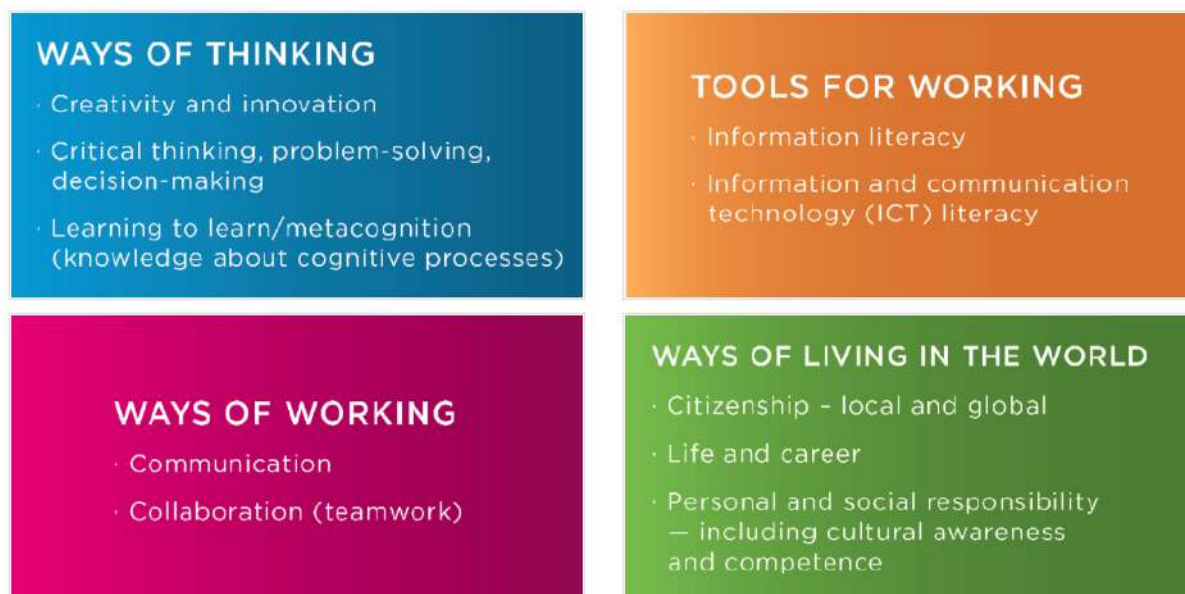 WAYS OF THINKING
· Creativity and innovation
· Critical thinking, problem-solving,
decision-making
· Learning to learn/metacognition
(knowledge about cognitive processes)
TOOLS FOR WORKING
· Information literacy
· Information and communication
technology (ICT) literacy
WAYS OF WORKING
· Communication
· Collaboration (teamwork)
WAYS OF LIVING IN THE WORLD
· Citizenship – local and global
· Life and career
· Personal and social responsibility
— including cultural awareness
and competence